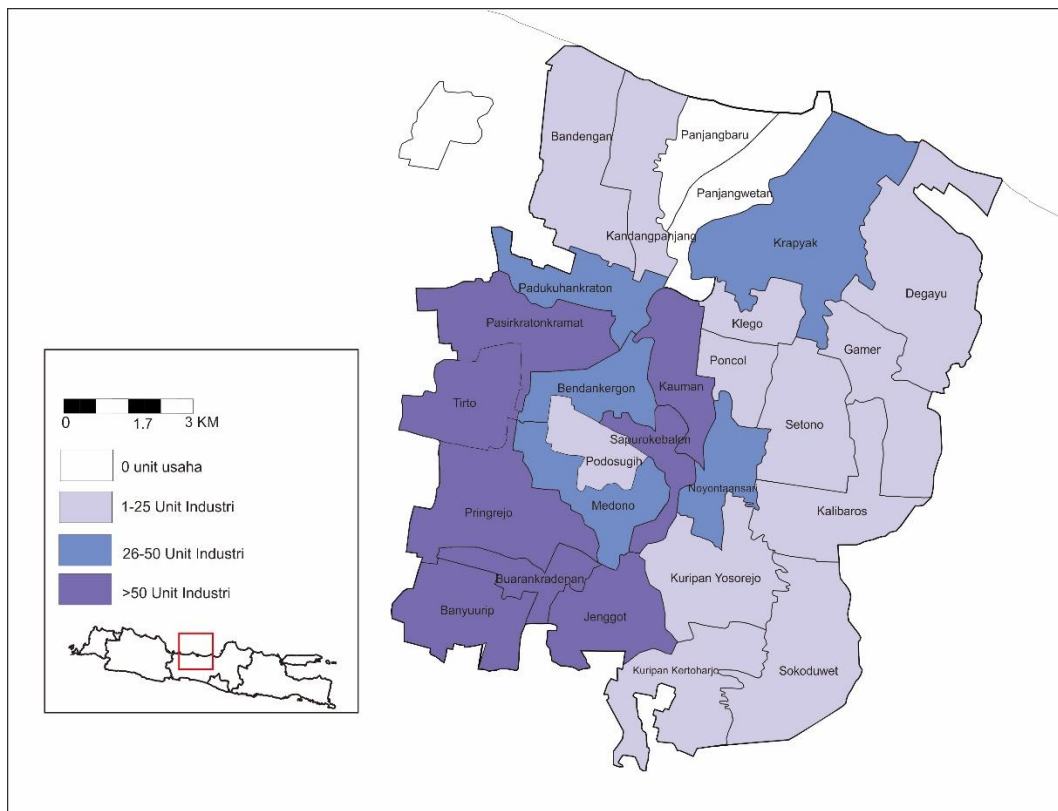 Bandengan
Panjangbaru
Panjangwetan
Kandangpanjang
Krapyak
Padukuhankraton
Degayu
Pasirkratonkramat
Klego
Gamer
Poncol
Bendankergon
Kauman
Tirto
Setono
Sapurokebulen
Podosugih
Noyontaansari
Medono
Pringrejo
Kalibaros
Kuripan Yosorejo
Buarankradenan
Banyuurip
Jenggot
Kuripan Kertoharjo
Sokoduwet
0 1.7 3 KM
0 unit usaha
1-25 Unit Industri
26-50 Unit Industri
>50 Unit Industri